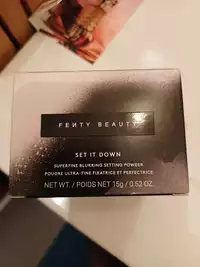 FENTY BEAUTY
SET IT DOWN
SUPERFINE BLURRING SETTING POWDER
POUDRE ULTRA-FINE FIXATRICE ET PERFECTRICE
NET WT. / POIDS NET 15g / 0.52 OZ.